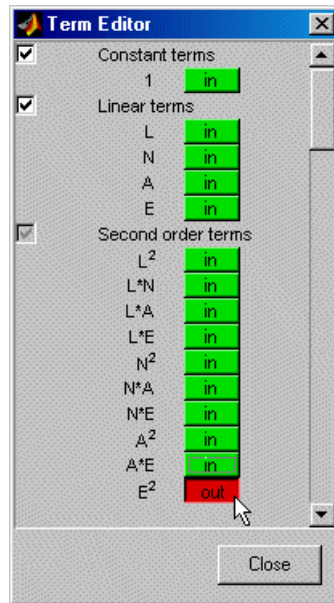 Term Editor
Constant terms
1 in
Linear terms
L in
N in
A in
E in
Second order terms
L² in
L*N in
L*A in
L*E in
N² in
N*A in
N*E in
A² in
A*E in
E² out
Close